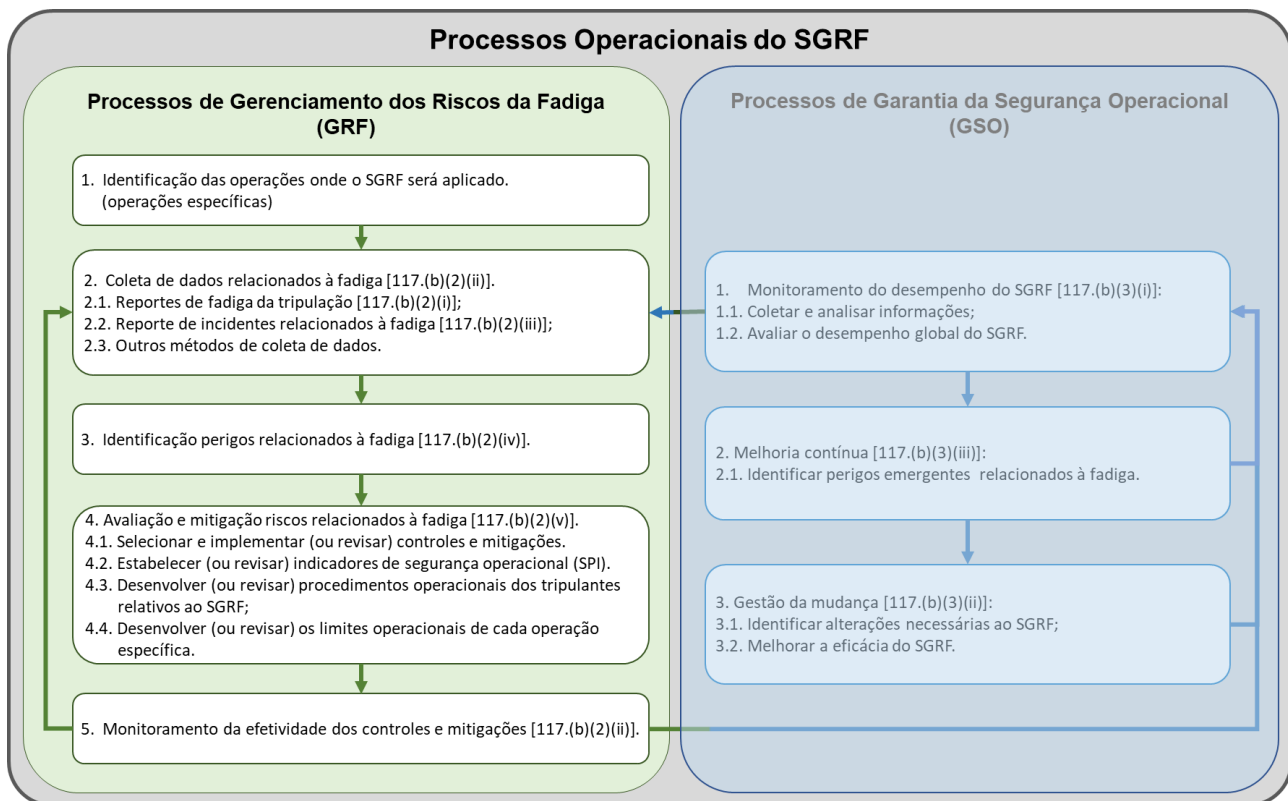 Processos Operacionais do SGRF
Processos de Gerenciamento dos Riscos da Fadiga
(GRF)
1. Identificação das operações onde o SGRF será aplicado.
(operações específicas)
2. Coleta de dados relacionados à fadiga [117.(b)(2)(ii)].
2.1. Reportes de fadiga da tripulação [117.(b)(2)(i)];
2.2. Reporte de incidentes relacionados à fadiga [117.(b)(2)(iii)];
2.3. Outros métodos de coleta de dados.
3. Identificação perigos relacionados à fadiga [117.(b)(2)(iv)].
4. Avaliação e mitigação riscos relacionados à fadiga [117.(b)(2)(v)].
4.1. Selecionar e implementar (ou revisar) controles e mitigações.
4.2. Estabelecer (ou revisar) indicadores de segurança operacional (SPI).
4.3. Desenvolver (ou revisar) procedimentos operacionais dos tripulantes
relativos ao SGRF;
4.4. Desenvolver (ou revisar) os limites operacionais de cada operação
específica.
5. Monitoramento da efetividade dos controles e mitigações [117.(b)(2)(ii)].
Processos de Garantia da Segurança Operacional
(GSO)
1. Monitoramento do desempenho do SGRF [117.(b)(3)(i)]:
1.1. Coletar e analisar informações;
1.2. Avaliar o desempenho global do SGRF.
2. Melhoria contínua [117.(b)(3)(iii)]:
2.1. Identificar perigos emergentes relacionados à fadiga.
3. Gestão da mudança [117.(b)(3)(ii)]:
3.1. Identificar alterações necessárias ao SGRF;
3.2. Melhorar a eficácia do SGRF.